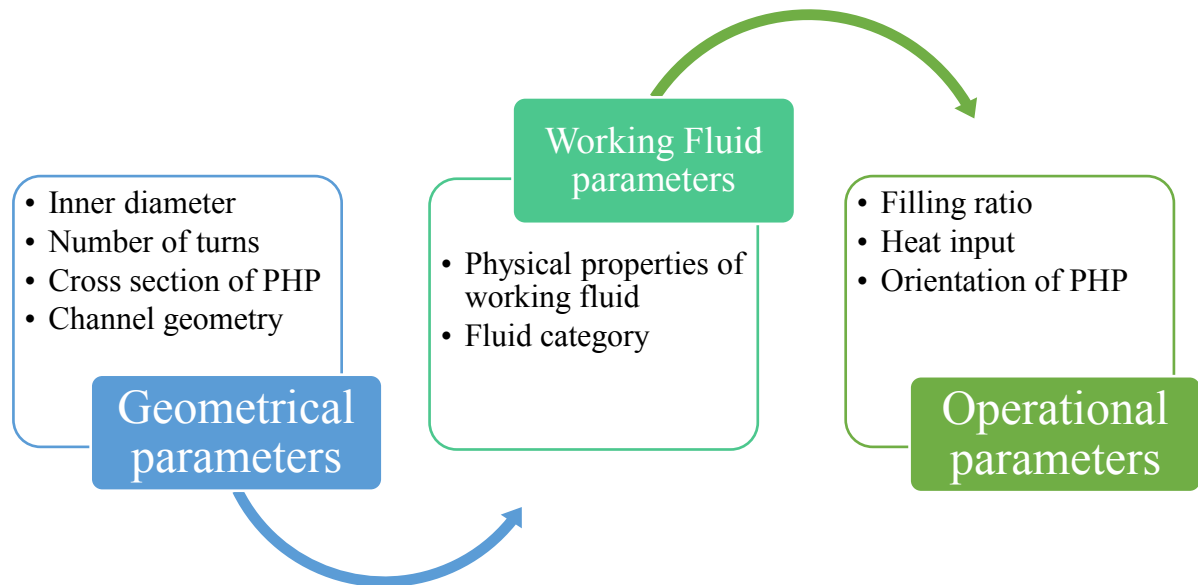 • Inner diameter
• Number of turns
• Cross section of PHP
• Channel geometry
Geometrical
parameters
Working Fluid
parameters
• Physical properties of
working fluid
• Fluid category
• Filling ratio
• Heat input
• Orientation of PHP
Operational
parameters